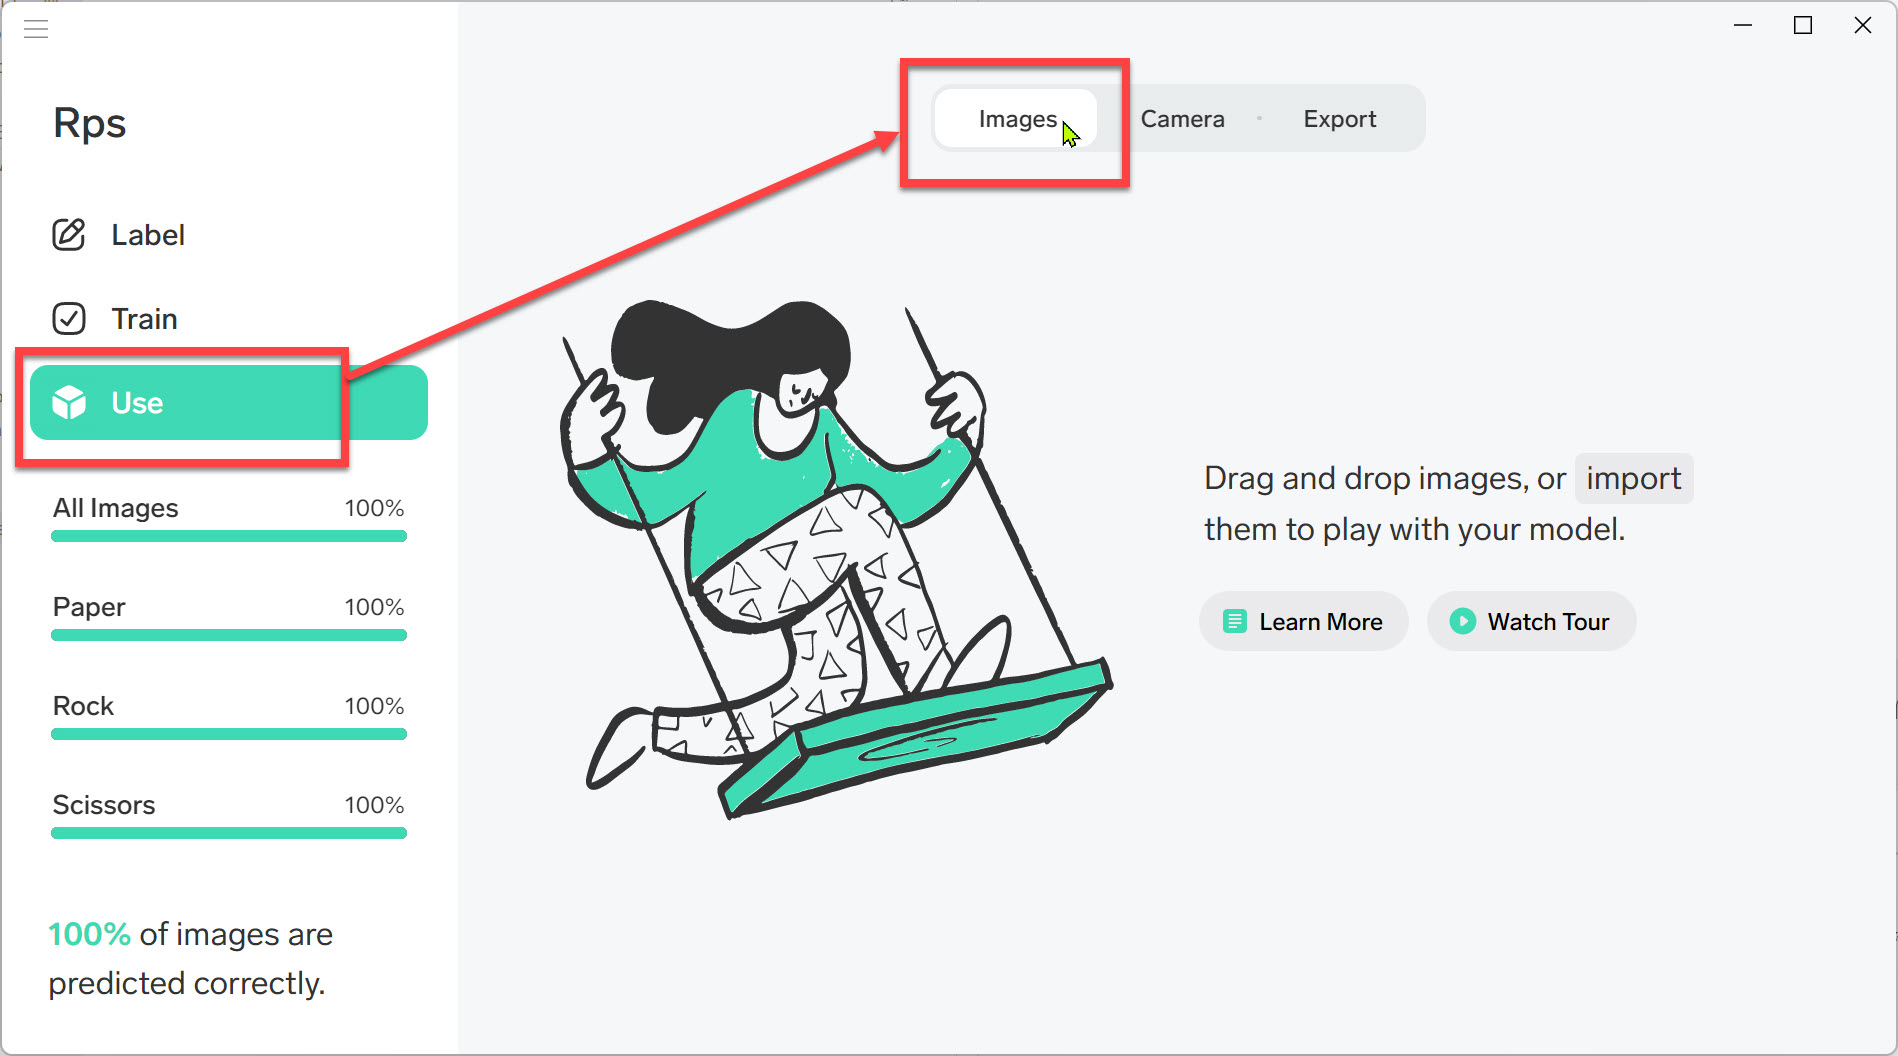 Rps
Label
Train
Use
All Images 100%
Paper 100%
Rock 100%
Scissors 100%
100% of images are
predicted correctly.
Images Camera • Export
Drag and drop images, or import
them to play with your model.
Learn More Watch Tour